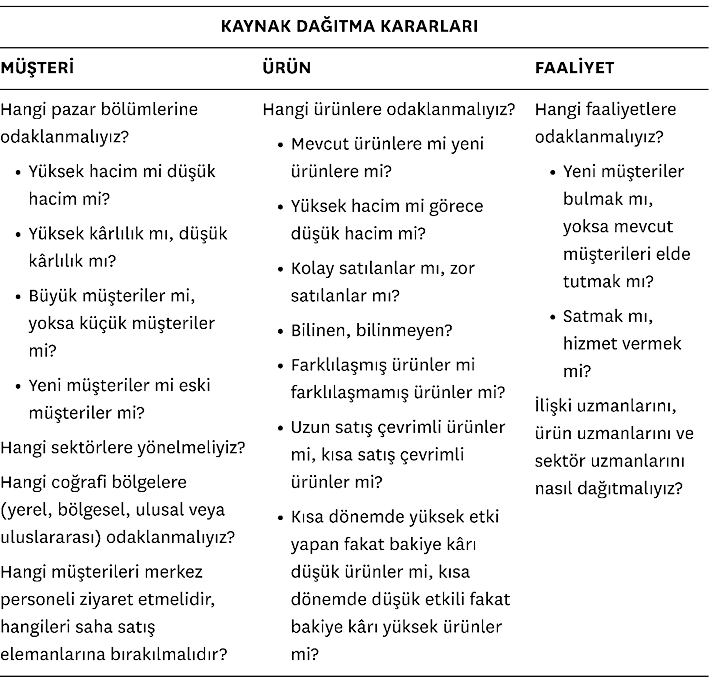 KAYNAK DAĞITMA KARARLARI
MÜŞTERİ
Hangi pazar bölümlerine
odaklanmalıyız?
• Yüksek hacim mi düşük
hacim mi?
• Yüksek kârlılık mı, düşük
kârlılık mı?
• Büyük müşteriler mi,
yoksa küçük müşteriler
mi?
• Yeni müşteriler mi eski
müşteriler mi?
Hangi sektörlere yönelmeliyiz?
Hangi coğrafi bölgelere
(yerel, bölgesel, ulusal veya
uluslararası) odaklanmalıyız?
Hangi müşterileri merkez
personeli ziyaret etmelidir,
hangileri saha satış
elemanlarına bırakılmalıdır?
ÜRÜN
Hangi ürünlere odaklanmalıyız?
• Mevcut ürünlere mi yeni
ürünlere mi?
• Yüksek hacim mi görece
düşük hacim mi?
• Kolay satılanlar mı, zor
satılanlar mı?
• Bilinen, bilinmeyen?
• Farklılaşmış ürünler mi
farklılaşmamış ürünler mi?
• Uzun satış çevrimli ürünler
mi, kısa satış çevrimli
ürünler mi?
• Kısa dönemde yüksek etki
yapan fakat bakiye kârı
düşük ürünler mi, kısa
dönemde düşük etkili fakat
bakiye kârı yüksek ürünler
mi?
FAALİYET
Hangi faaliyetlere
odaklanmalıyız?
• Yeni müşteriler
bulmak mı,
yoksa mevcut
müşterileri elde
tutmak mı?
• Satmak mı,
hizmet vermek
mi?
İlişki uzmanlarını,
ürün uzmanlarını ve
sektör uzmanlarını
nasıl dağıtmalıyız?